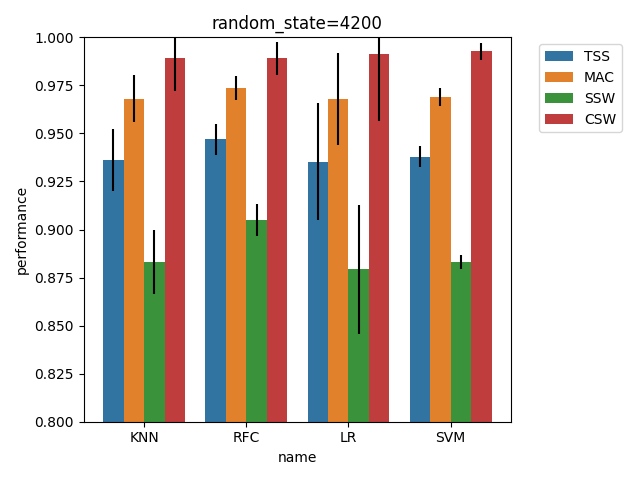 random_state=4200
1.000
0.975
0.950
0.925
0.900
0.875
0.850
0.825
0.800
performance
KNN
RFC
LR
SVM
name
TSS
MAC
SSW
CSW